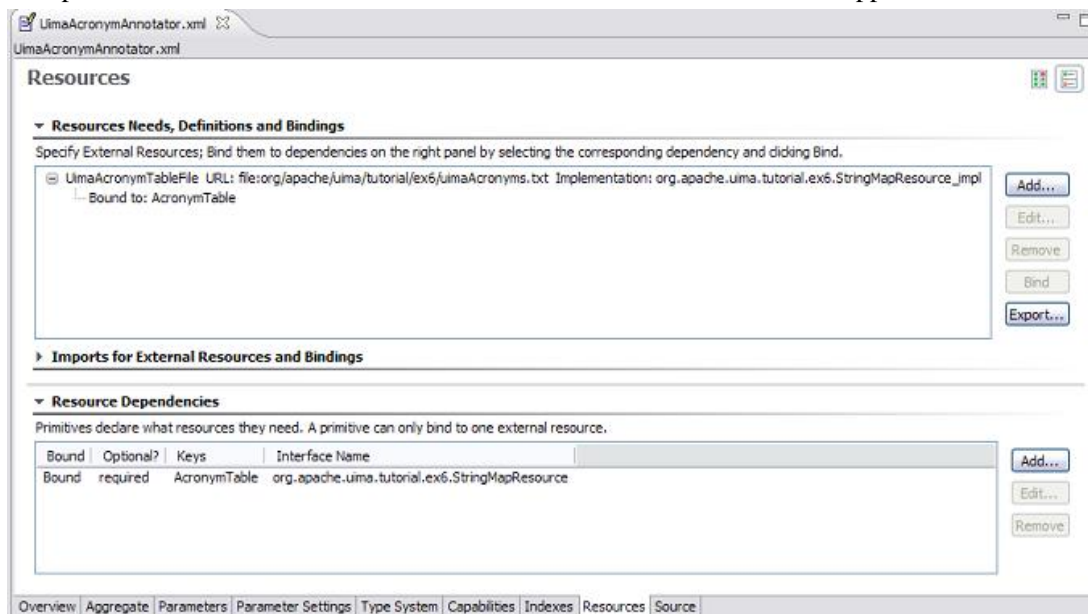 UimaAcronymAnnotator.xml
UimaAcronymAnnotator.xml
Resources
Resources Needs, Definitions and Bindings
Specify External Resources; Bind them to dependencies on the right panel by selecting the corresponding dependency and clicking Bind.
UimaAcronymTableFile URL: file:org/apache/uima/tutorial/ex6/uimaAcronyms.txt Implementation: org.apache.uima.tutorial.ex6.StringMapResource_impl
Bound to: AcronymTable
Add...
Edit...
Remove
Bind
Export...
Imports for External Resources and Bindings
Resource Dependencies
Primitives declare what resources they need. A primitive can only bind to one external resource.
Bound Optional? Keys Interface Name
Bound required AcronymTable org.apache.uima.tutorial.ex6.StringMapResource
Add...
Edit...
Remove
Overview Aggregate Parameters Parameter Settings Type System Capabilities Indexes Resources Source